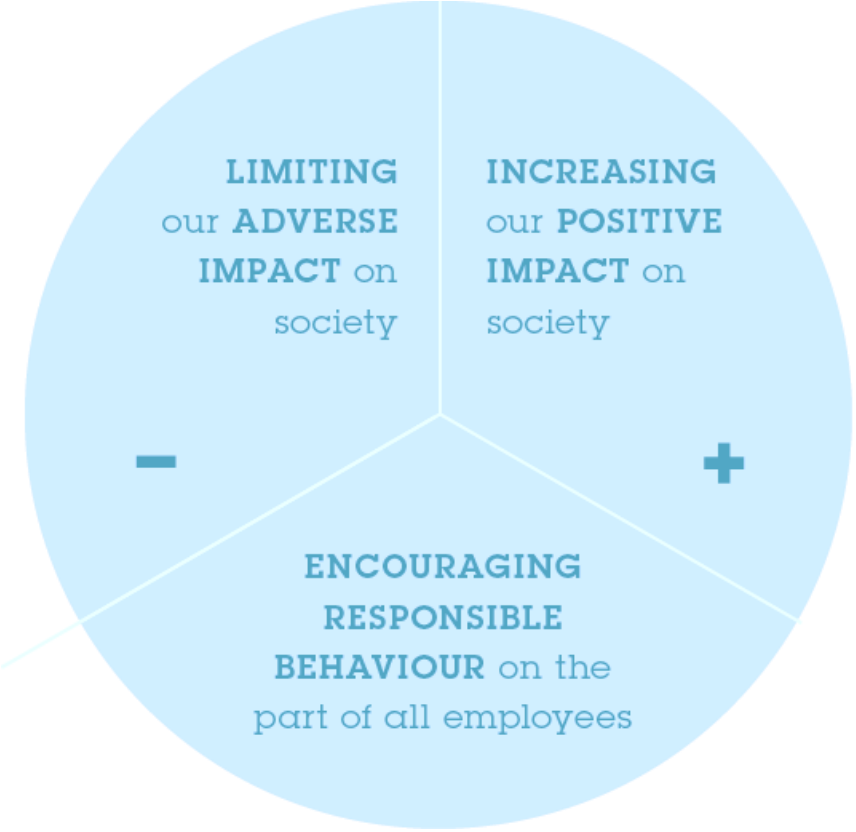 LIMITING
our ADVERSE
IMPACT on
society
−
INCREASING
our POSITIVE
IMPACT on
society
+
ENCOURAGING
RESPONSIBLE
BEHAVIOUR on the
part of all employees